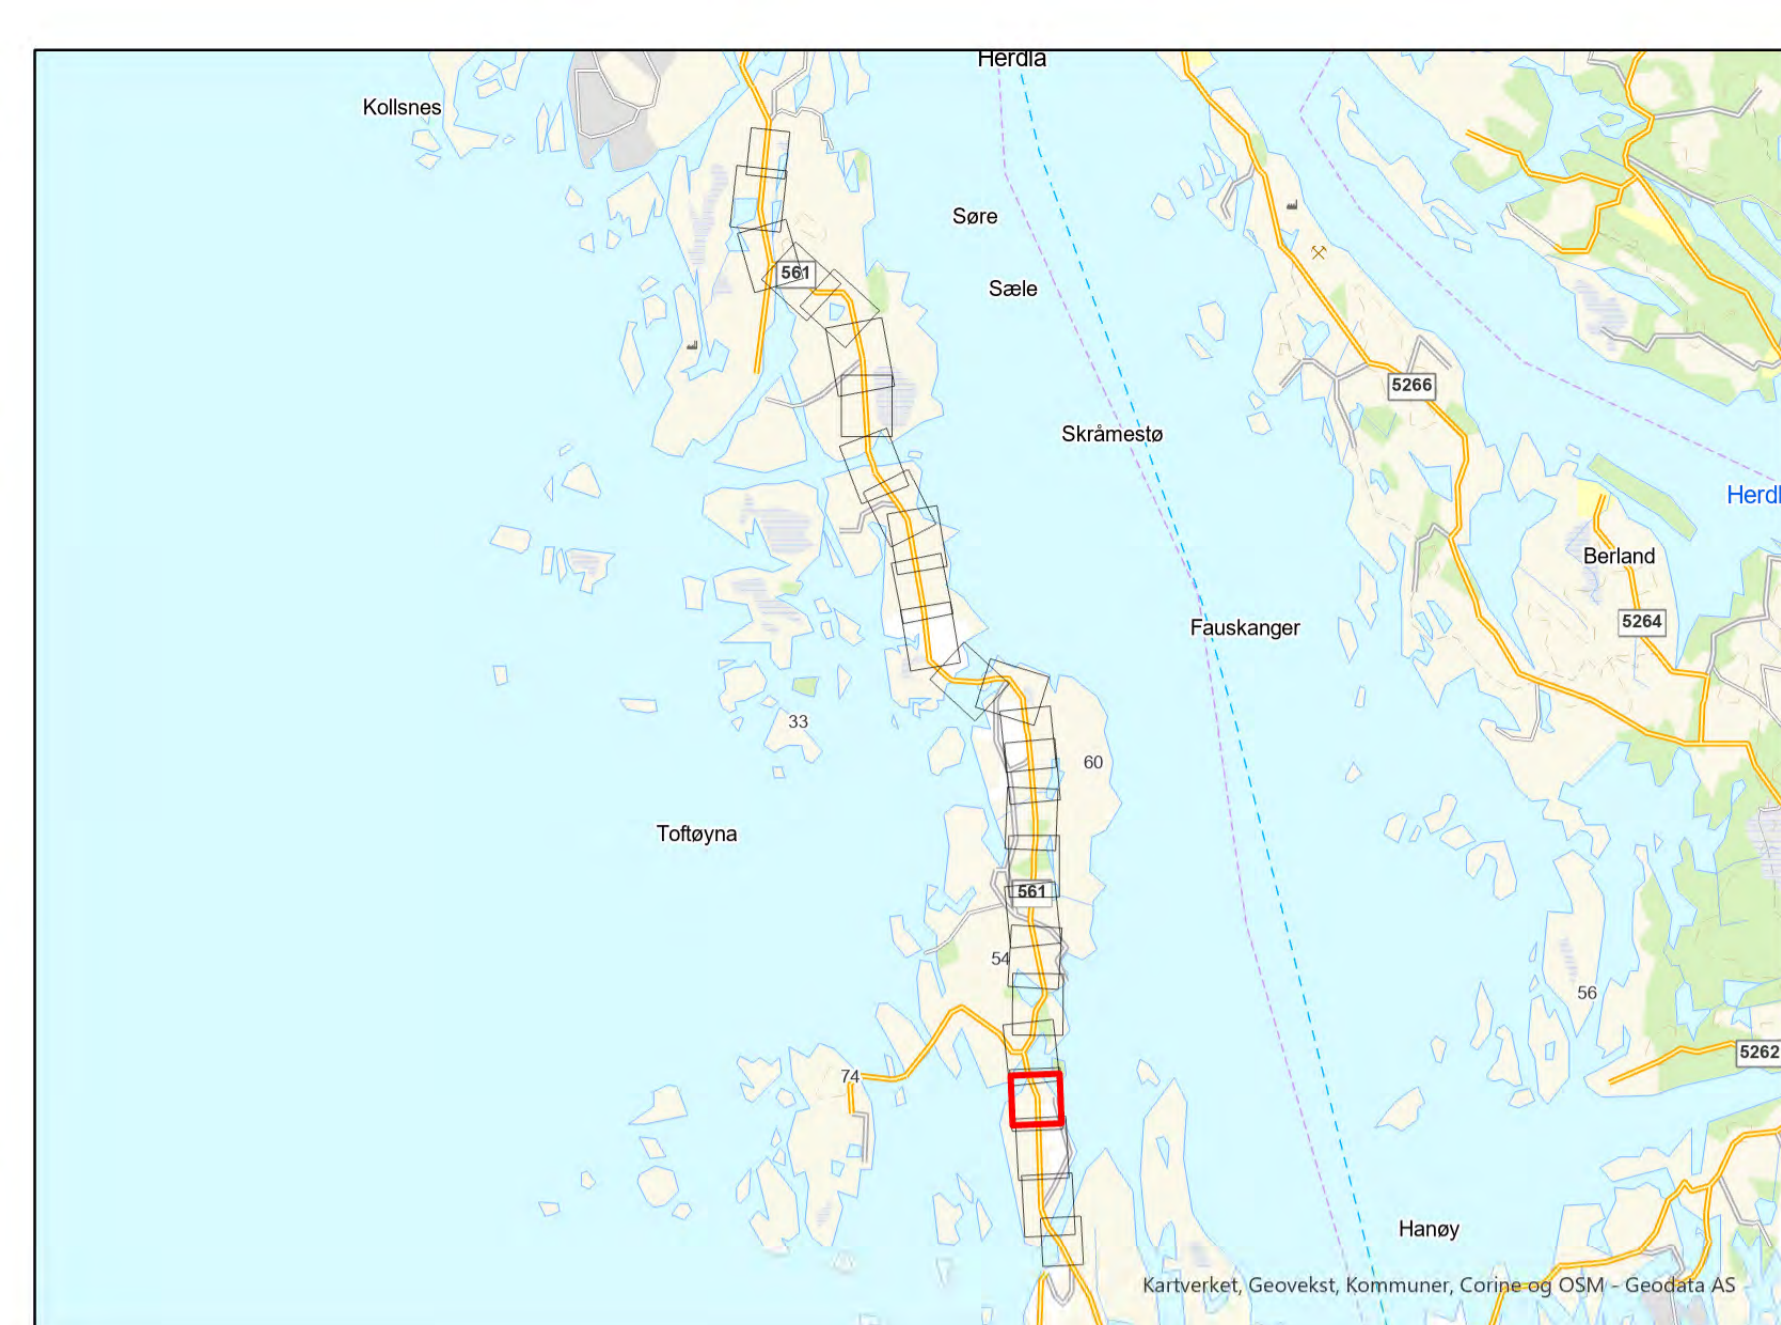 Herdla
Kollsnes
Søre
561
Sæle
5266
Skråmestø
Herdl
Berland
5264
Fauskanger
33
60
Toftøyna
561
54
56
5262
74
Hanøy
Kartverket, Geovekst, Kommuner, Corine og OSM - Geodata AS